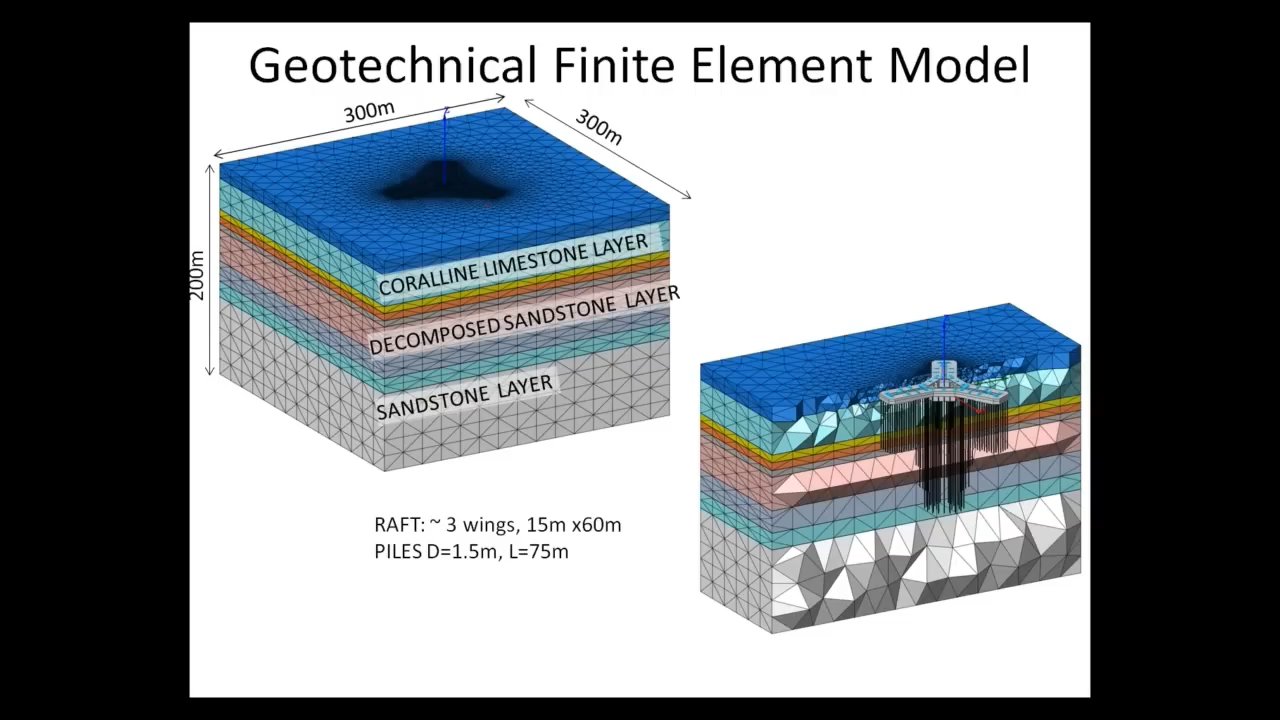 Geotechnical Finite Element Model
300m
300m
200m
CORALLINE LIMESTONE LAYER
DECOMPOSED SANDSTONE LAYER
SANDSTONE LAYER
RAFT: ~ 3 wings, 15m x60m
PILES D=1.5m, L=75m